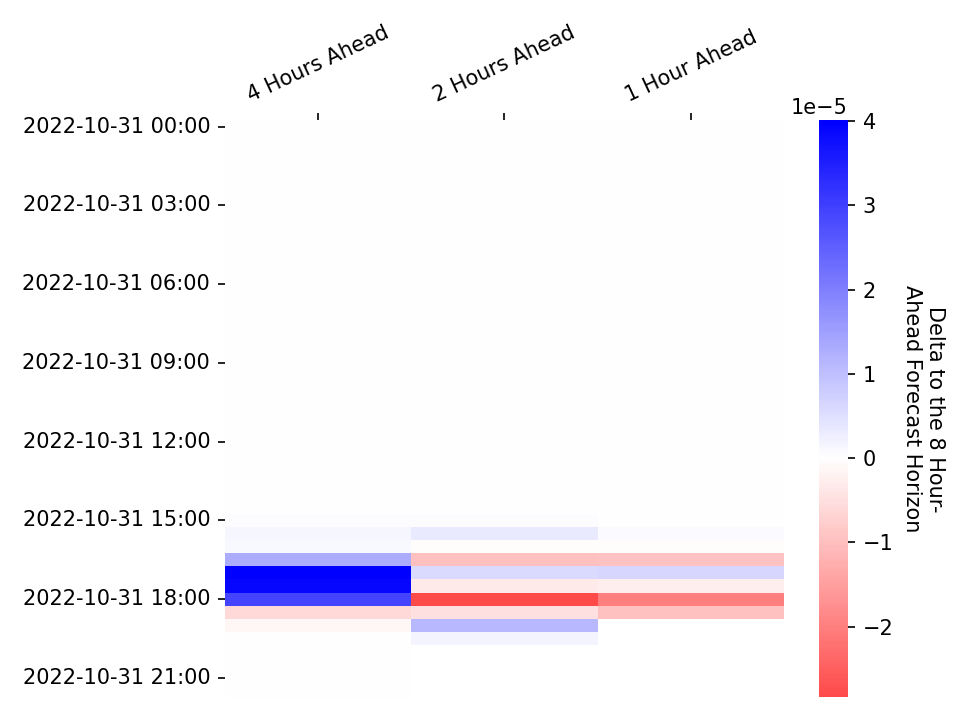 4 Hours Ahead
2 Hours Ahead
1 Hour Ahead
2022-10-31 00:00
2022-10-31 03:00
2022-10-31 06:00
2022-10-31 09:00
2022-10-31 12:00
2022-10-31 15:00
2022-10-31 18:00
2022-10-31 21:00
1e−5
4
3
2
1
0
−1
−2
Delta to the 8 Hour-
Ahead Forecast Horizon